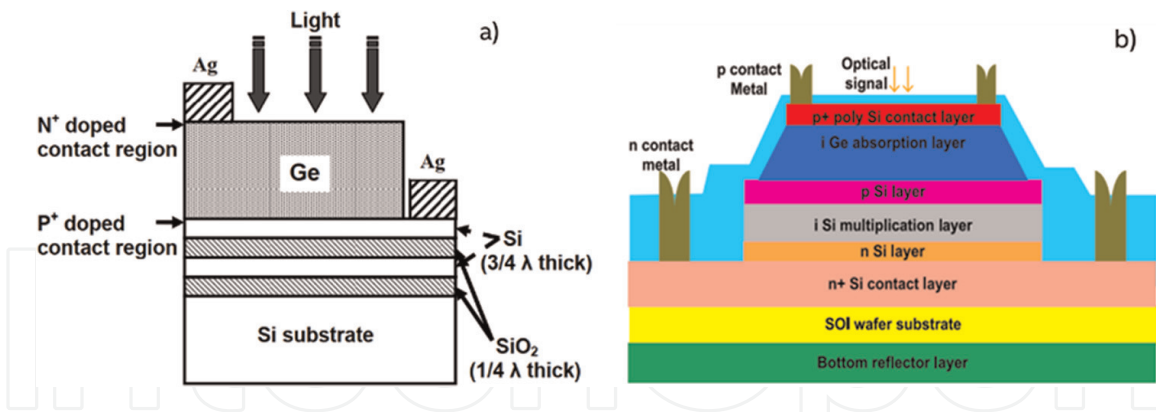 a)
Light
Ag
N⁺ doped
contact region
Ge
Ag
P⁺ doped
contact region
Si
(3/4 λ thick)
Si substrate
SiO₂
(1/4 λ thick)
b)
p contact
Metal
Optical
signal
p+ poly Si contact layer
i Ge absorption layer
n contact
metal
p Si layer
i Si multiplication layer
n Si layer
n+ Si contact layer
SOI wafer substrate
Bottom reflector layer